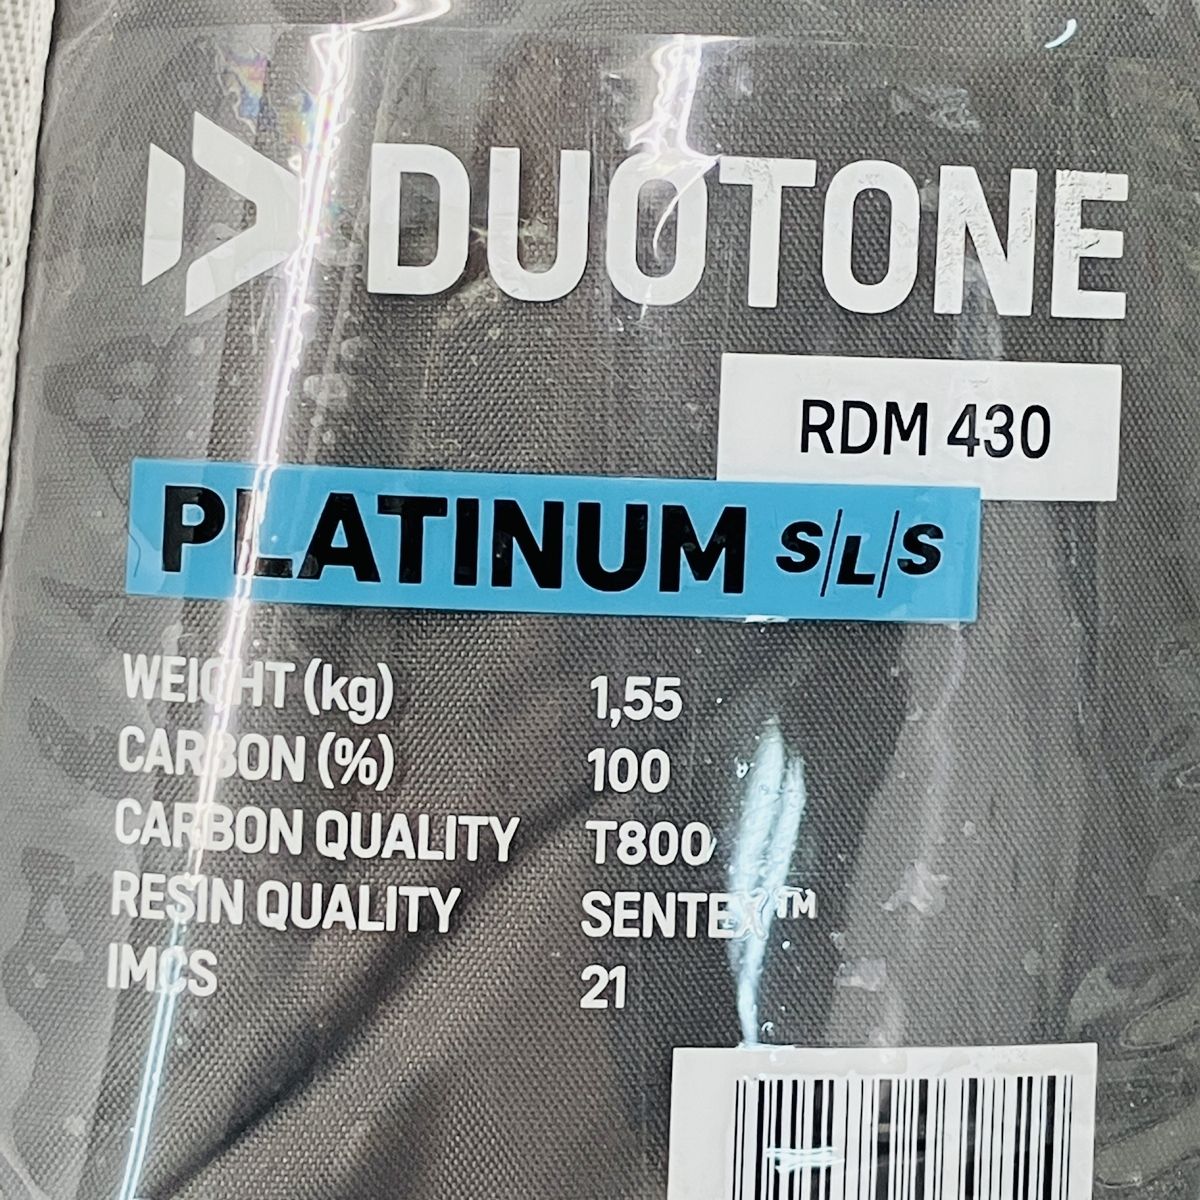 DUOTONE
RDM 430
PLATINUM S/L/S
WEIGHT (kg) 1,55
CARBON (%) 100
CARBON QUALITY T800
RESIN QUALITY SENTEX™
IMCS 21